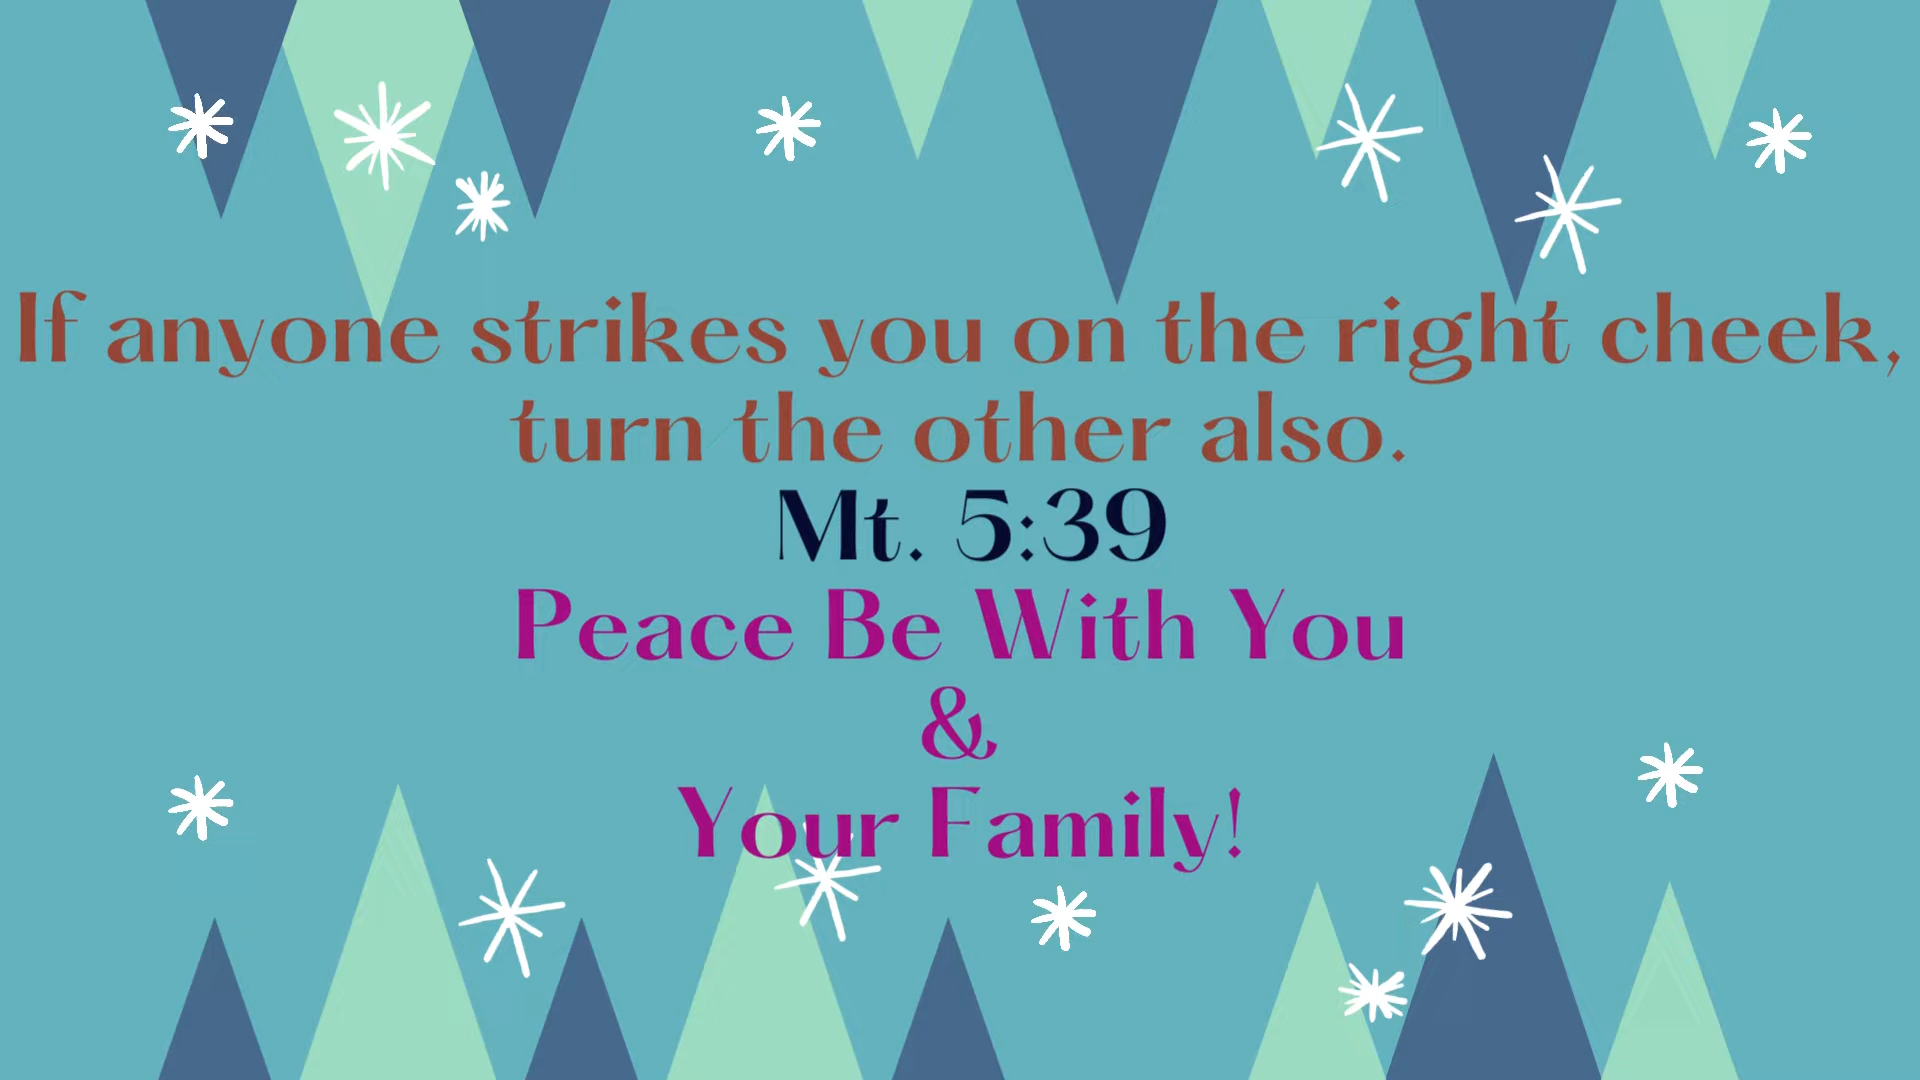 If anyone strikes you on the right cheek,
turn the other also.
Mt. 5:39
Peace Be With You
&
Your Family!